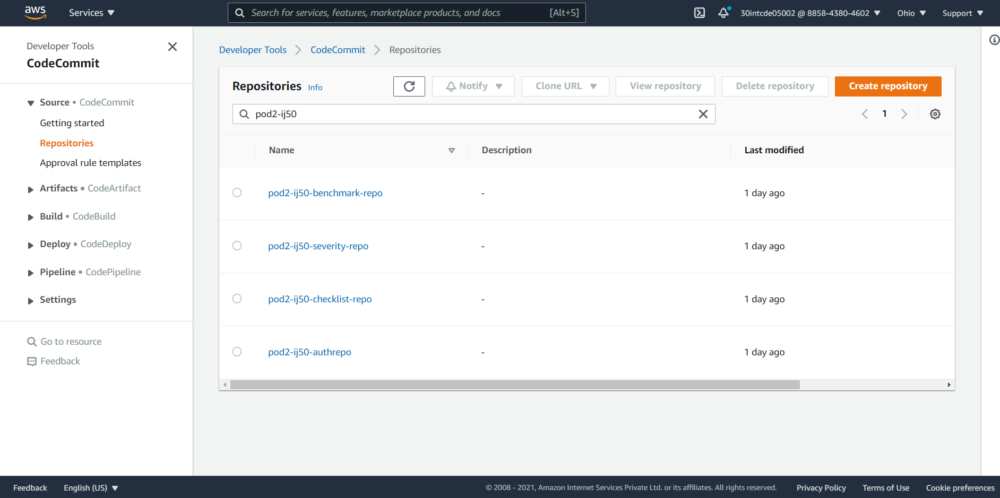 aws
Services
Search for services, features, marketplace products, and docs [Alt+S]
30intcde05002 @ 8858-4380-4602
Ohio
Support
Developer Tools
CodeCommit
Source • CodeCommit
Getting started
Repositories
Approval rule templates
Artifacts • CodeArtifact
Build • CodeBuild
Deploy • CodeDeploy
Pipeline • CodePipeline
Settings
Go to resource
Feedback
Developer Tools
CodeCommit
Repositories
Repositories Info
Notify
Clone URL
View repository
Delete repository
Create repository
pod2-ij50
1
Name Description Last modified
pod2-ij50-benchmark-repo - 1 day ago
pod2-ij50-severity-repo - 1 day ago
pod2-ij50-checklist-repo - 1 day ago
pod2-ij50-authrepo - 1 day ago
Feedback
English (US)
© 2008 - 2021, Amazon Internet Services Private Ltd. or its affiliates. All rights reserved.
Privacy Policy
Terms of Use
Cookie preferences